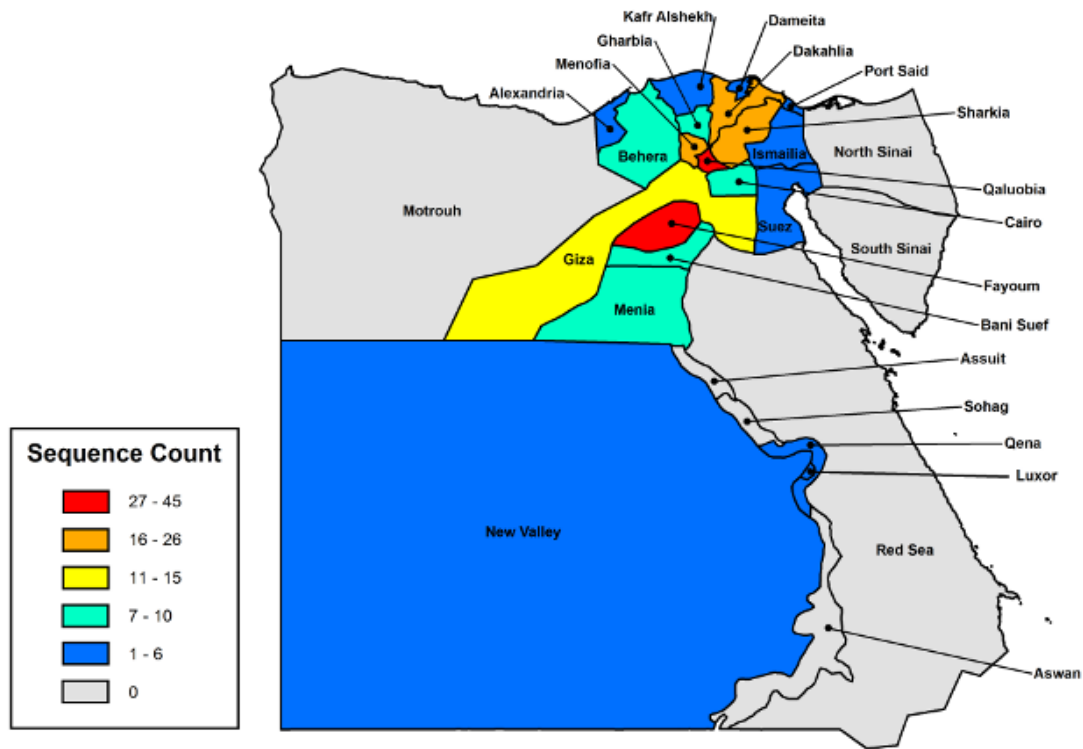 Kafr Alshekh
Dameita
Gharbia
Dakahlia
Menofia
Port Said
Alexandria
Sharkia
Behera
Ismailia
North Sinai
Qaluobia
Motrouh
Cairo
Suez
South Sinai
Giza
Fayoum
Menia
Bani Suef
Assuit
Sohag
Qena
Luxor
New Valley
Red Sea
Aswan
Sequence Count
27 - 45
16 - 26
11 - 15
7 - 10
1 - 6
0